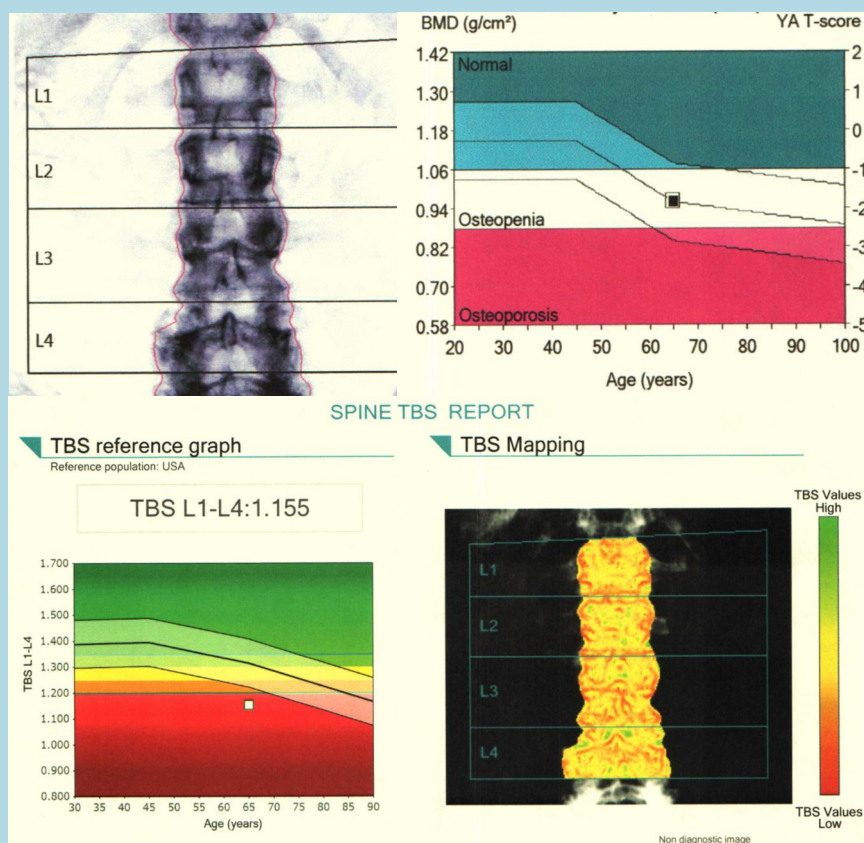 BMD (g/cm²)
YA T-score
L1
L2
L3
L4
1.42
1.30
1.18
1.06
0.94
0.82
0.70
0.58
Normal
Osteopenia
Osteoporosis
2
1
0
-1
-2
-3
-4
-5
20 30 40 50 60 70 80 90 100
Age (years)
SPINE TBS REPORT
TBS reference graph
Reference population: USA
TBS L1-L4:1.155
TBS L1-L4
1.700
1.600
1.500
1.400
1.300
1.200
1.100
1.000
0.900
0.800
30 35 40 45 50 55 60 65 70 75 80 85 90
Age (years)
TBS Mapping
TBS Values
High
L1
L2
L3
L4
TBS Values
Low
Non diagnostic image